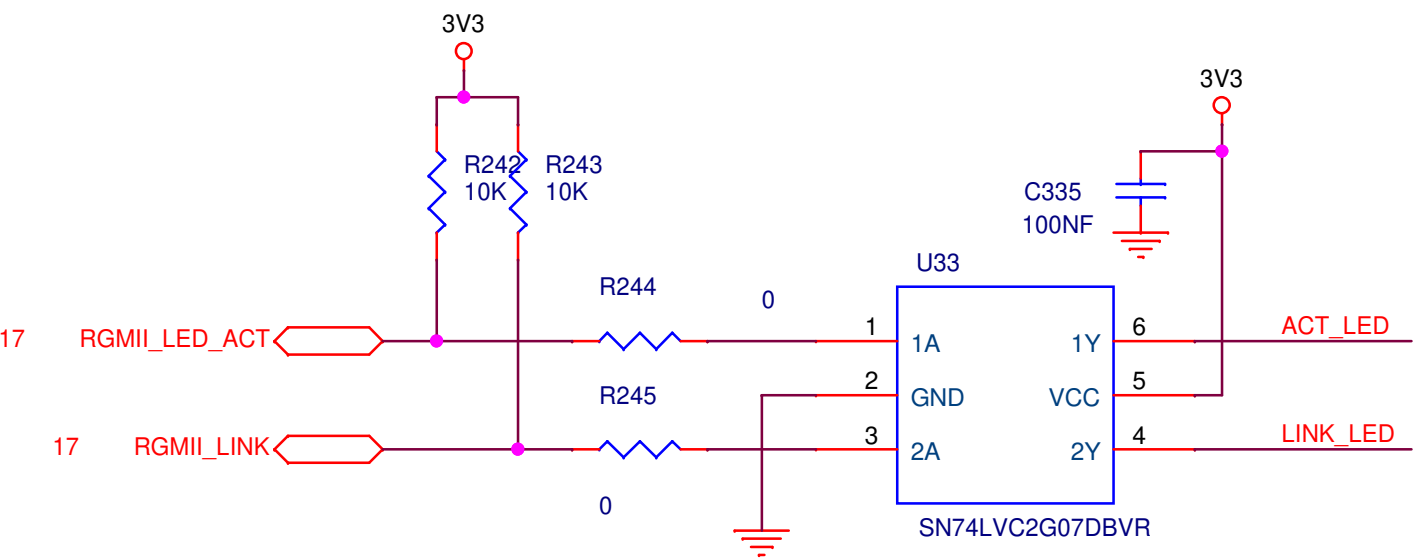 3V3
3V3
R242
10K
R243
10K
C335
100NF
U33
R244
0
17 RGMII_LED_ACT
1
1A
1Y
6
ACT_LED
2
GND
VCC
5
R245
17 RGMII_LINK
3
2A
2Y
4
LINK_LED
0
SN74LVC2G07DBVR